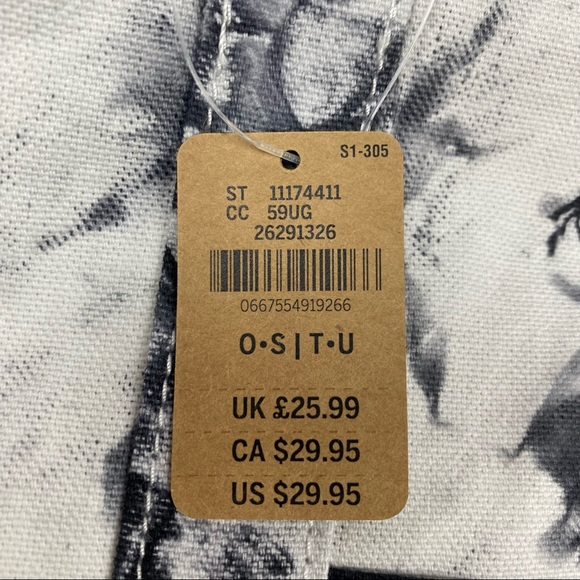 S1-305
ST 11174411
CC 59UG
26291326
0667554919266
O•S|T•U
UK £25.99
CA $29.95
US $29.95